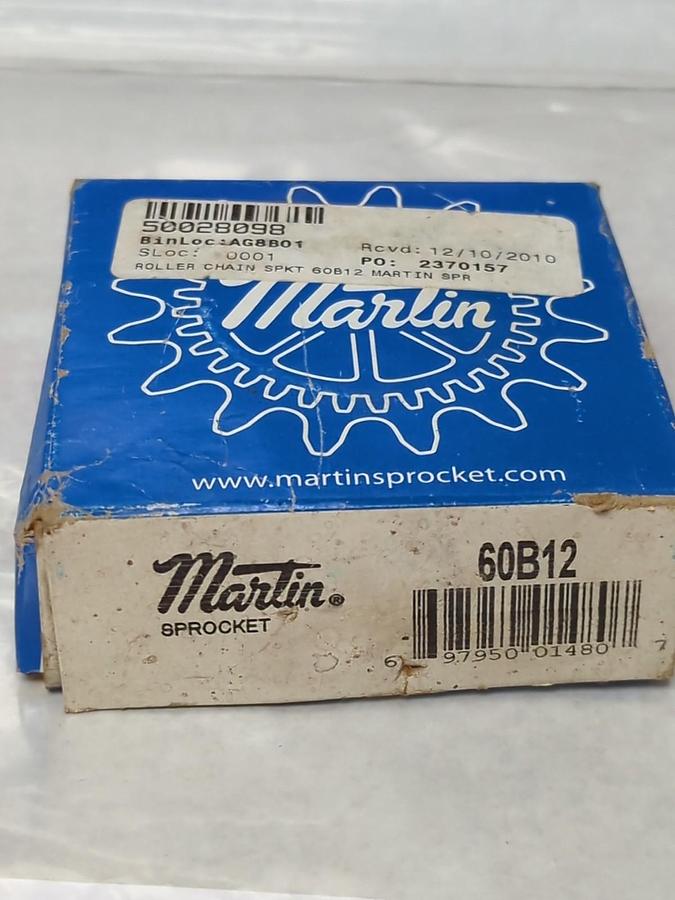 50028098
BinLoc:AG8B01
Rcvd: 12/10/2010
SLoc: 0001
PO: 2370157
ROLLER CHAIN SPKT 60B12 MARTIN SPR
Martin
www.martinsprocket.com
Martin®
SPROCKET
60B12
6 97950 01480 7